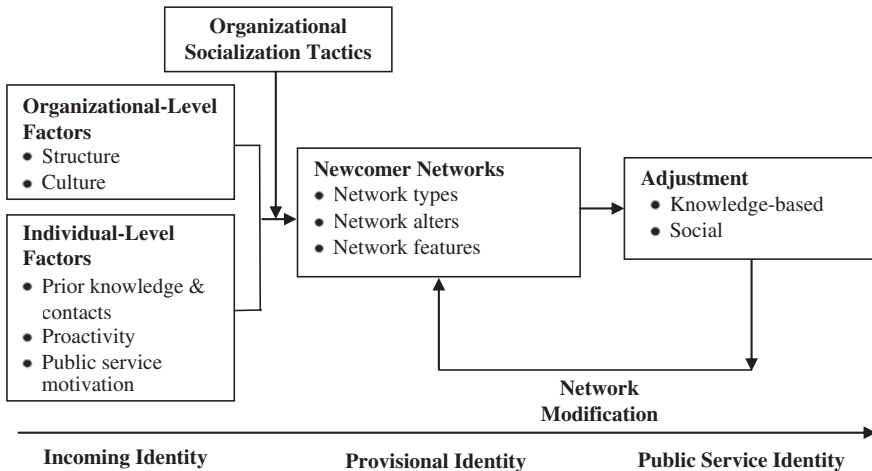 Organizational
Socialization Tactics
Organizational-Level
Factors
● Structure
● Culture
Individual-Level
Factors
● Prior knowledge &
contacts
● Proactivity
● Public service
motivation
Newcomer Networks
● Network types
● Network alters
● Network features
Adjustment
● Knowledge-based
● Social
Network
Modification
Incoming Identity
Provisional Identity
Public Service Identity